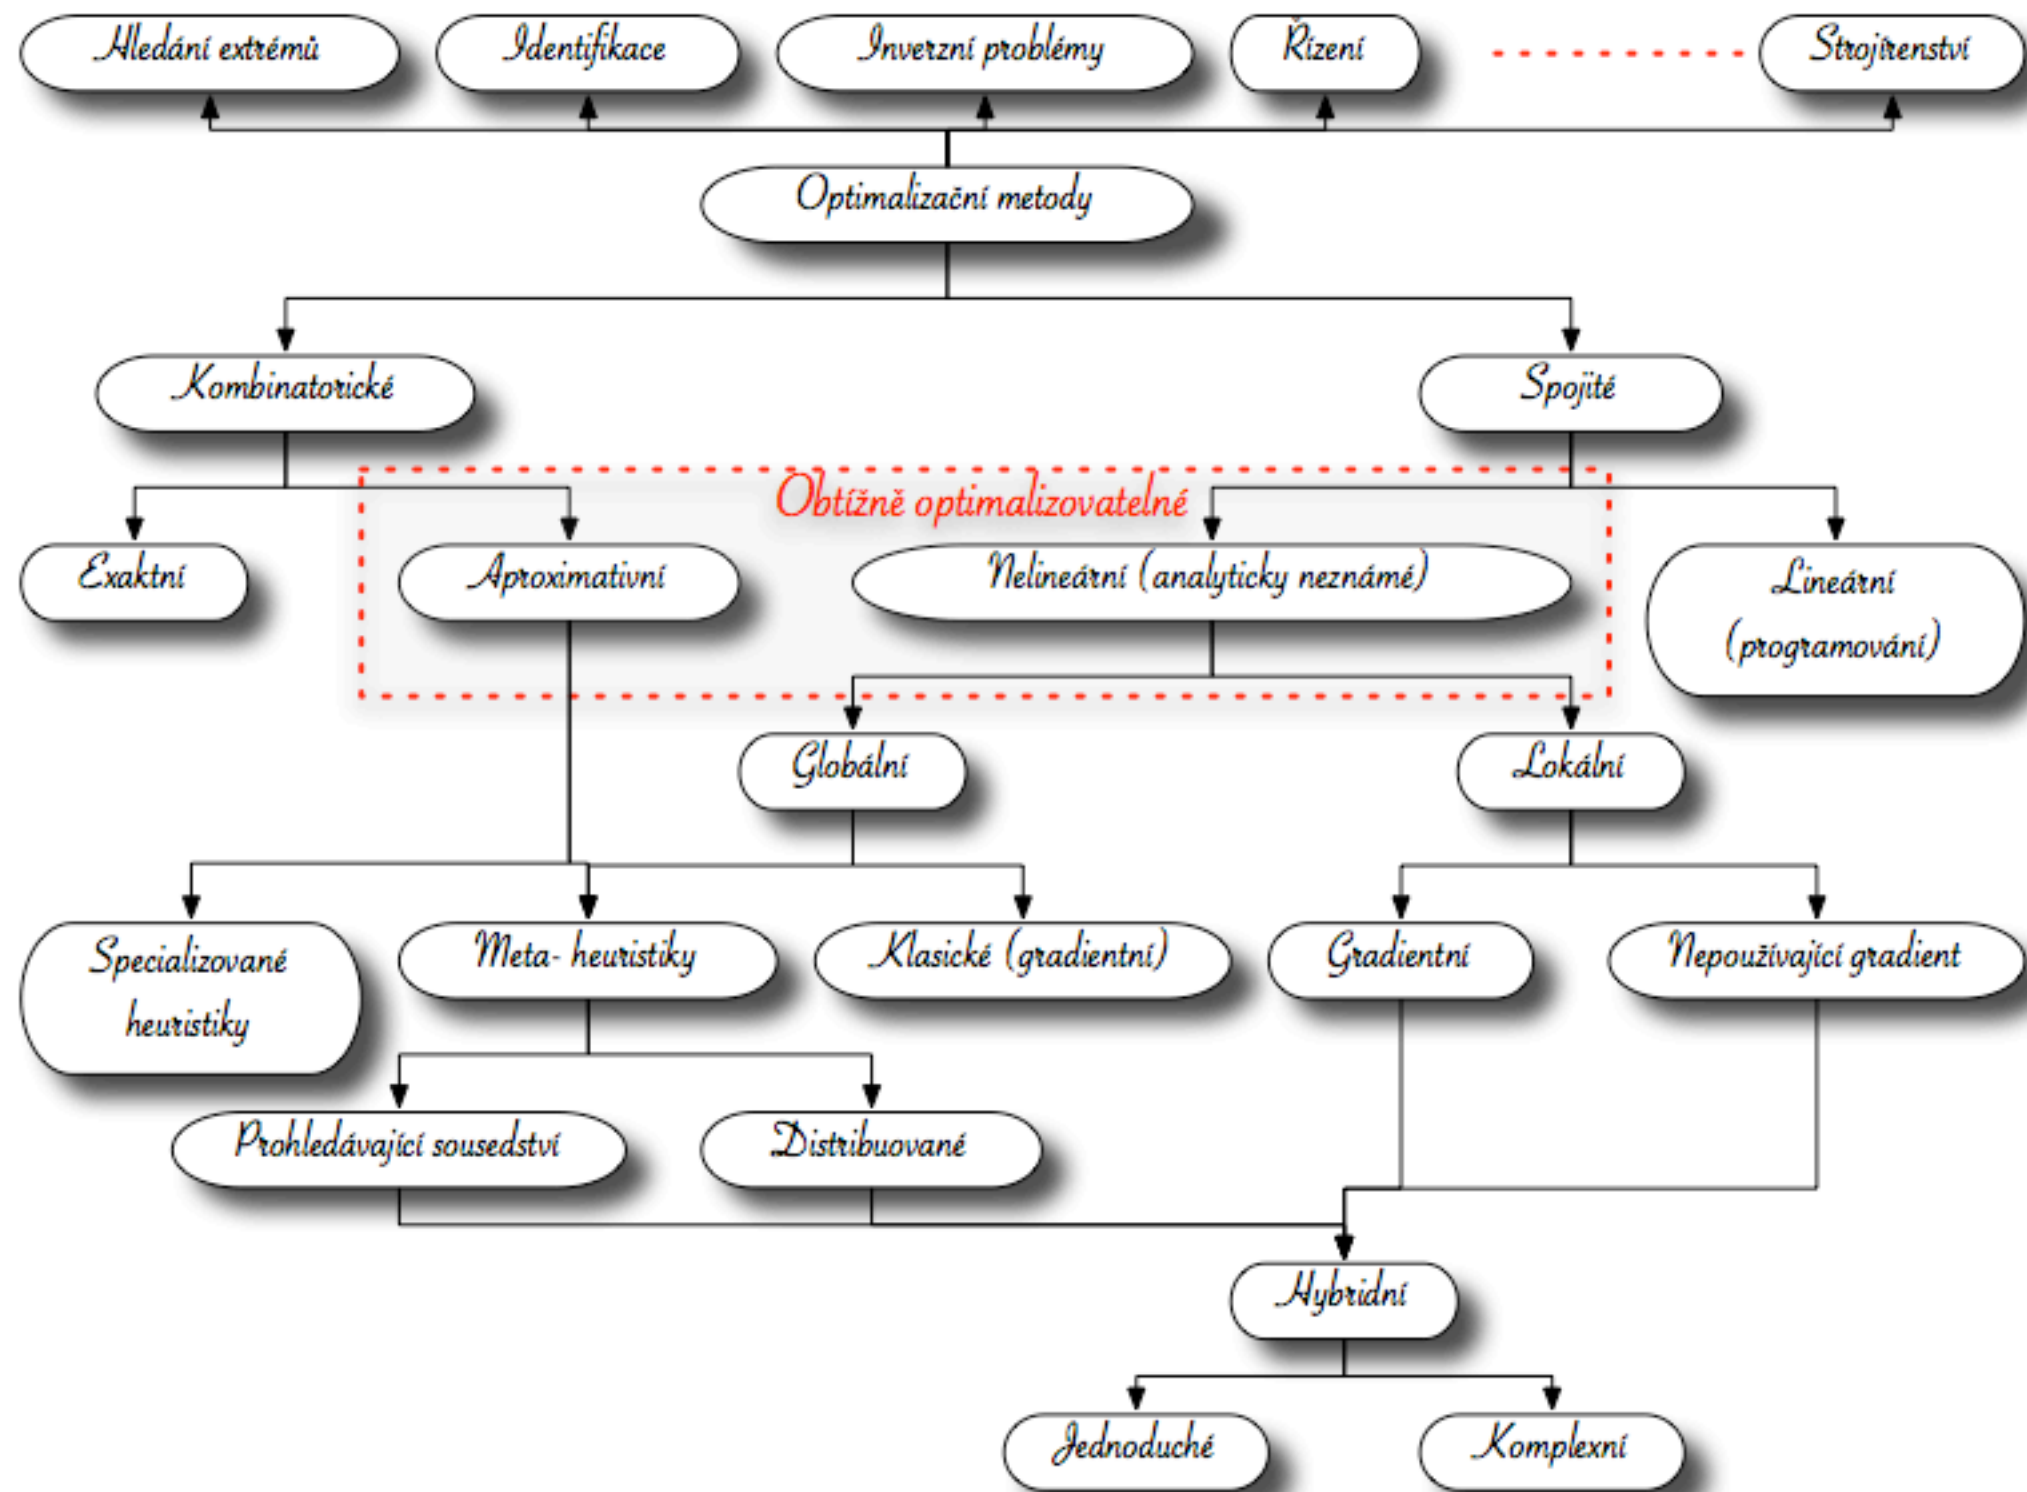 Hledání extrémů
Identifikace
Inverzní problémy
Řízení
Strojírenství
Optimalizační metody
Kombinatorické
Spojité
Obtížně optimalizovatelné
Exaktní
Aproximativní
Nelineární (analyticky neznámé)
Lineární
(programování)
Globální
Lokální
Specializované
heuristiky
Meta- heuristiky
Klasické (gradientní)
Gradientní
Nepoužívající gradient
Prohledávající sousedství
Distribuované
Hybridní
Jednoduché
Komplexní